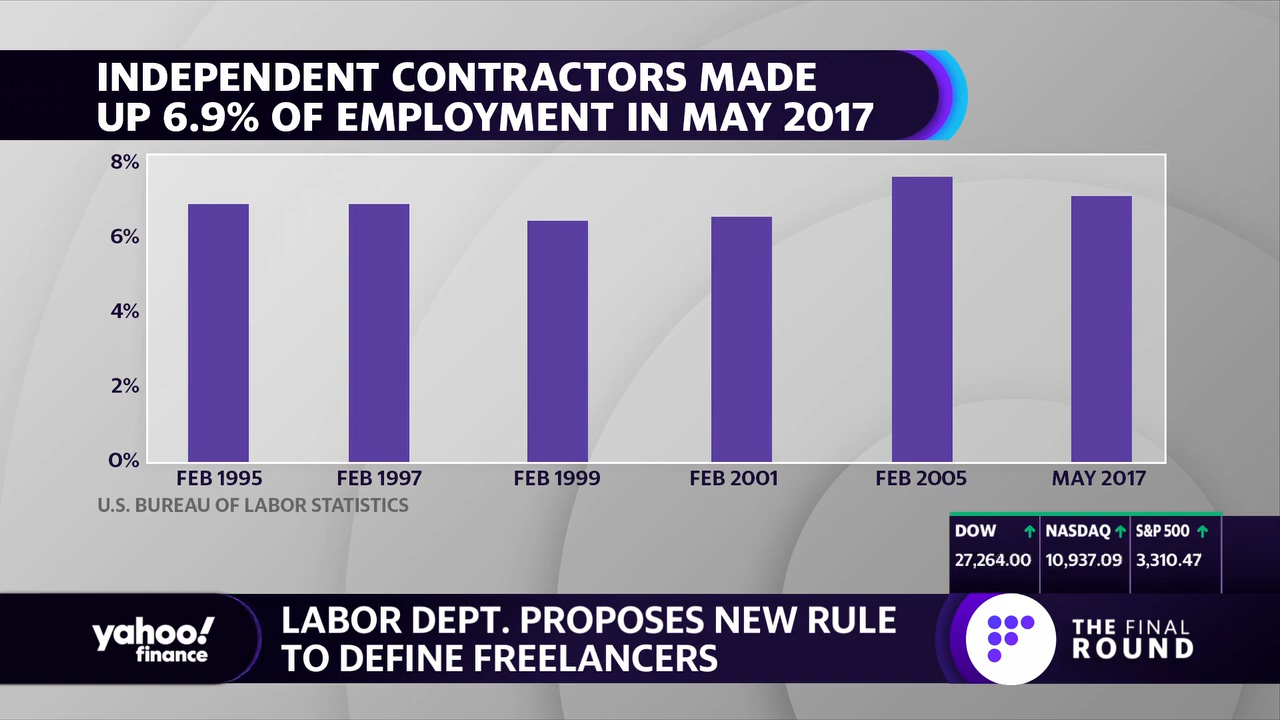 INDEPENDENT CONTRACTORS MADE
UP 6.9% OF EMPLOYMENT IN MAY 2017
8%
6%
4%
2%
0%
FEB 1995 FEB 1997 FEB 1999 FEB 2001 FEB 2005 MAY 2017
U.S. BUREAU OF LABOR STATISTICS
DOW NASDAQ S&P 500
27,264.00 10,937.09 3,310.47
yahoo!
finance
LABOR DEPT. PROPOSES NEW RULE
TO DEFINE FREELANCERS
THE FINAL
ROUND